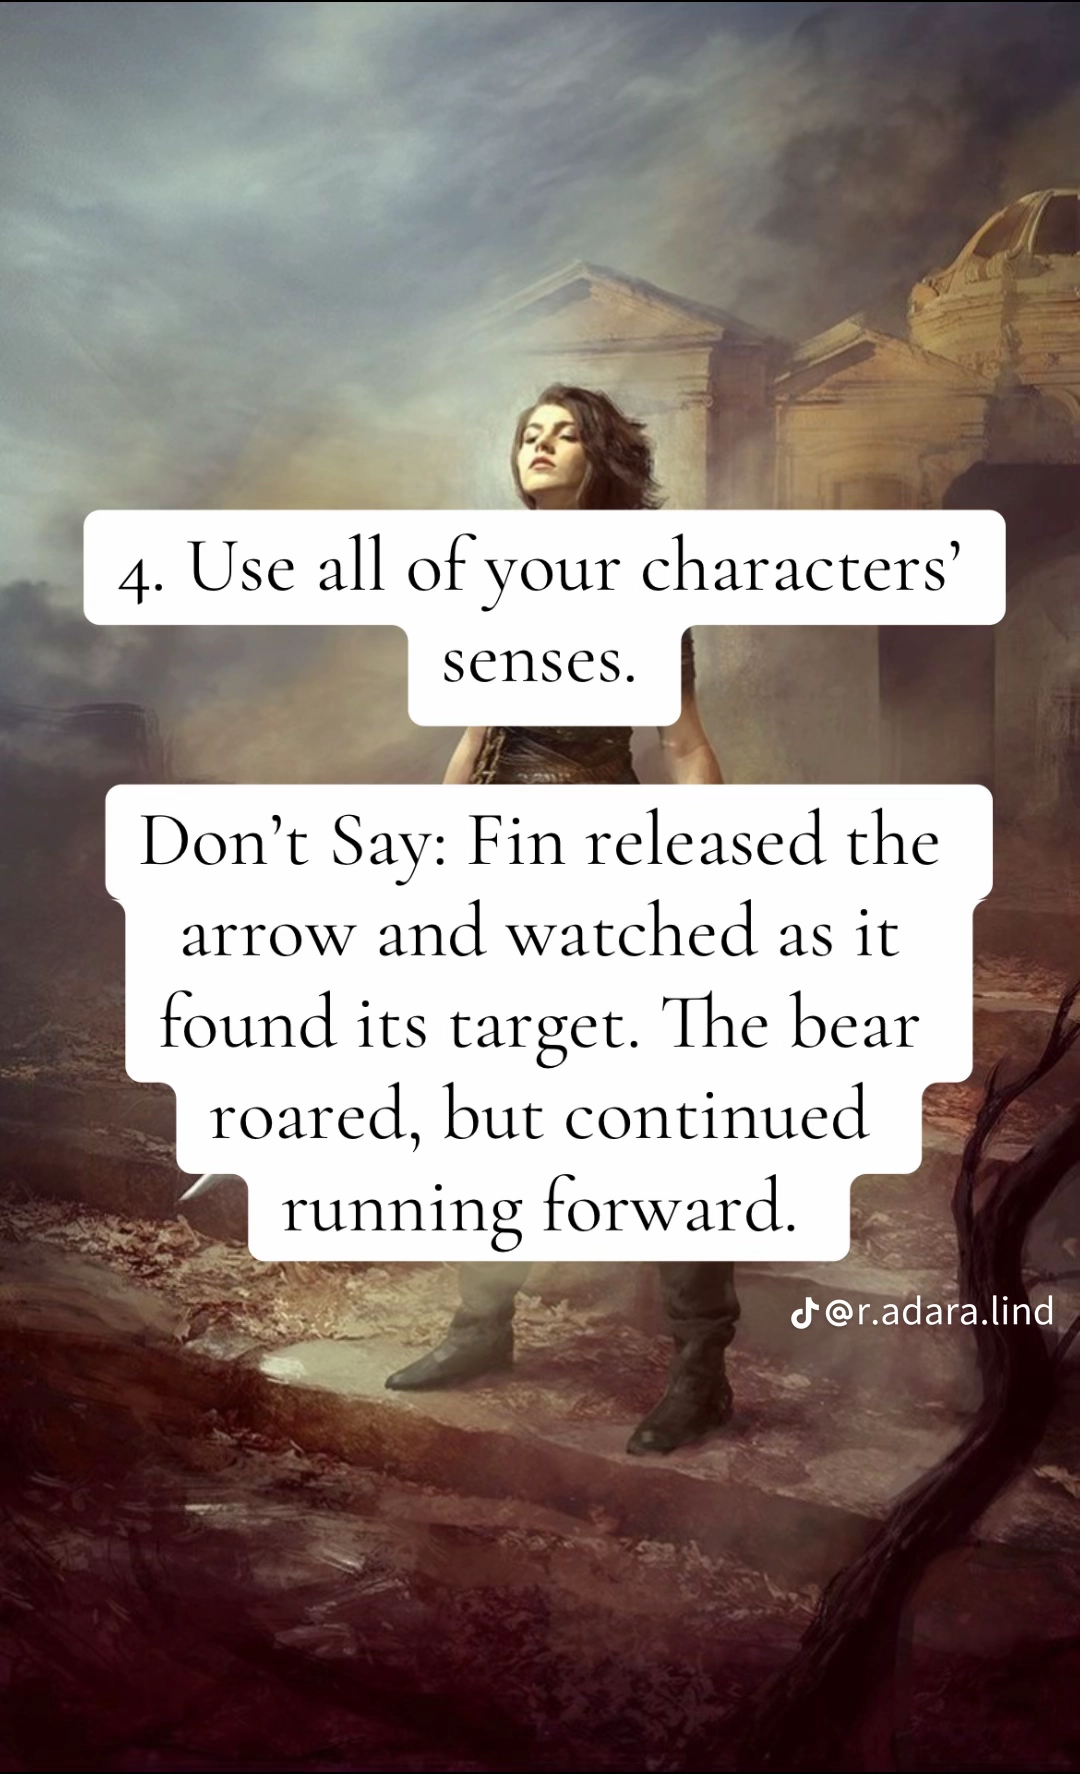 4. Use all of your characters’
senses.
Don’t Say: Fin released the
arrow and watched as it
found its target. The bear
roared, but continued
running forward.
@r.adara.lind